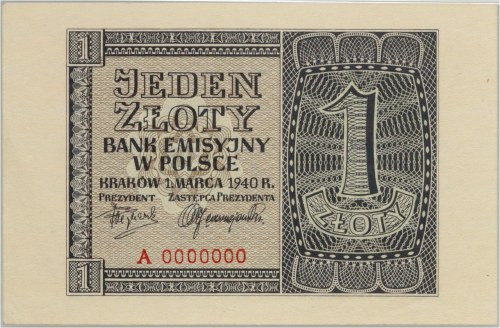 1
JEDEN
ZŁOTY
BANK EMISYJNY
W POLSCE
KRAKÓW 1. MARCA 1940 R.
PREZYDENT ZASTĘPCA PREZYDENTA
A 0000000
1
1
ZŁOTY